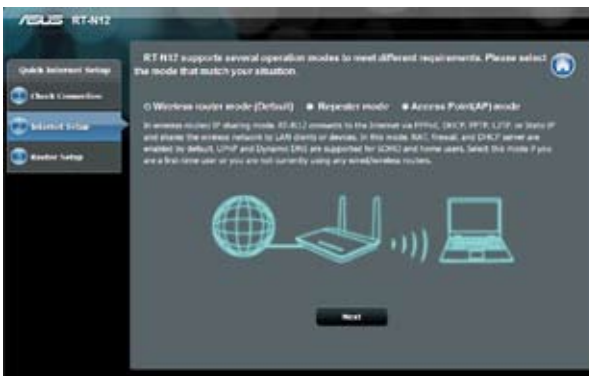 ASUS RT-N12
Quick Internet Setup
Check Connection
Internet Setup
Router Setup
RT-N12 supports several operation modes to meet different requirements. Please select
the mode that match your situation.
Wireless router mode(Default) Repeater mode Access Point(AP) mode
In wireless router/ IP sharing mode, RT-N12 connects to the Internet via PPPoE, DHCP, PPTP, L2TP, or Static IP
and shares the wireless network to LAN clients or devices. In this mode, NAT, firewall, and DHCP server are
enabled by default. UPnP and Dynamic DNS are supported for SOHO and home users. Select this mode if you
are a first-time user or you are not currently using any wired/wireless routers.
Next